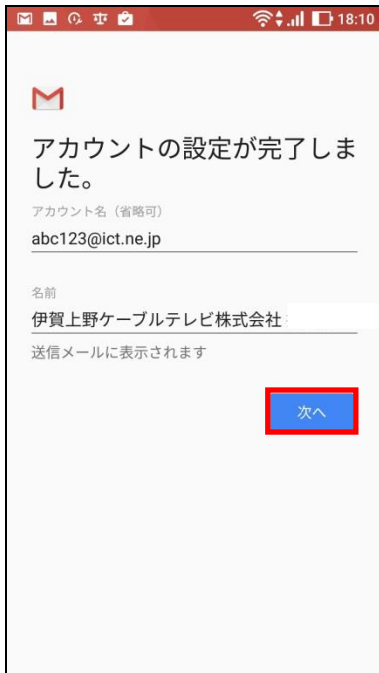 18:10
アカウントの設定が完了しま
した。
アカウント名（省略可）
abc123@ict.ne.jp
名前
伊賀上野ケーブルテレビ株式会社
送信メールに表示されます
次へ